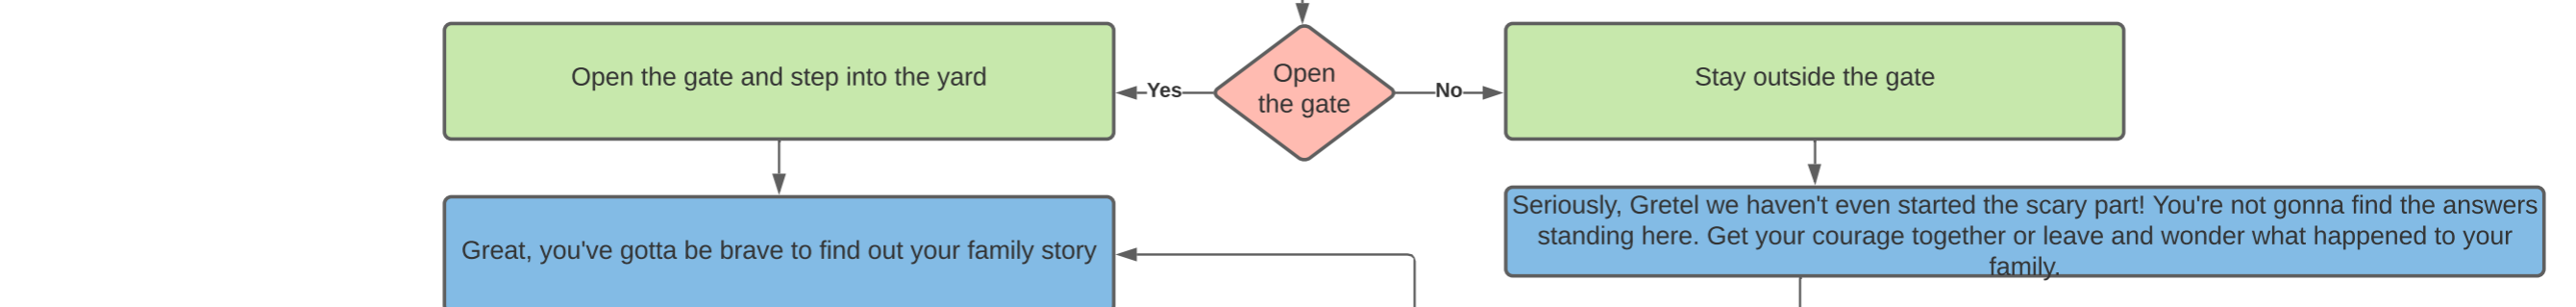 Open the gate and step into the yard
Yes
Open
the gate
No
Stay outside the gate
Great, you've gotta be brave to find out your family story
Seriously, Gretel we haven't even started the scary part! You're not gonna find the answers
standing here. Get your courage together or leave and wonder what happened to your
family.